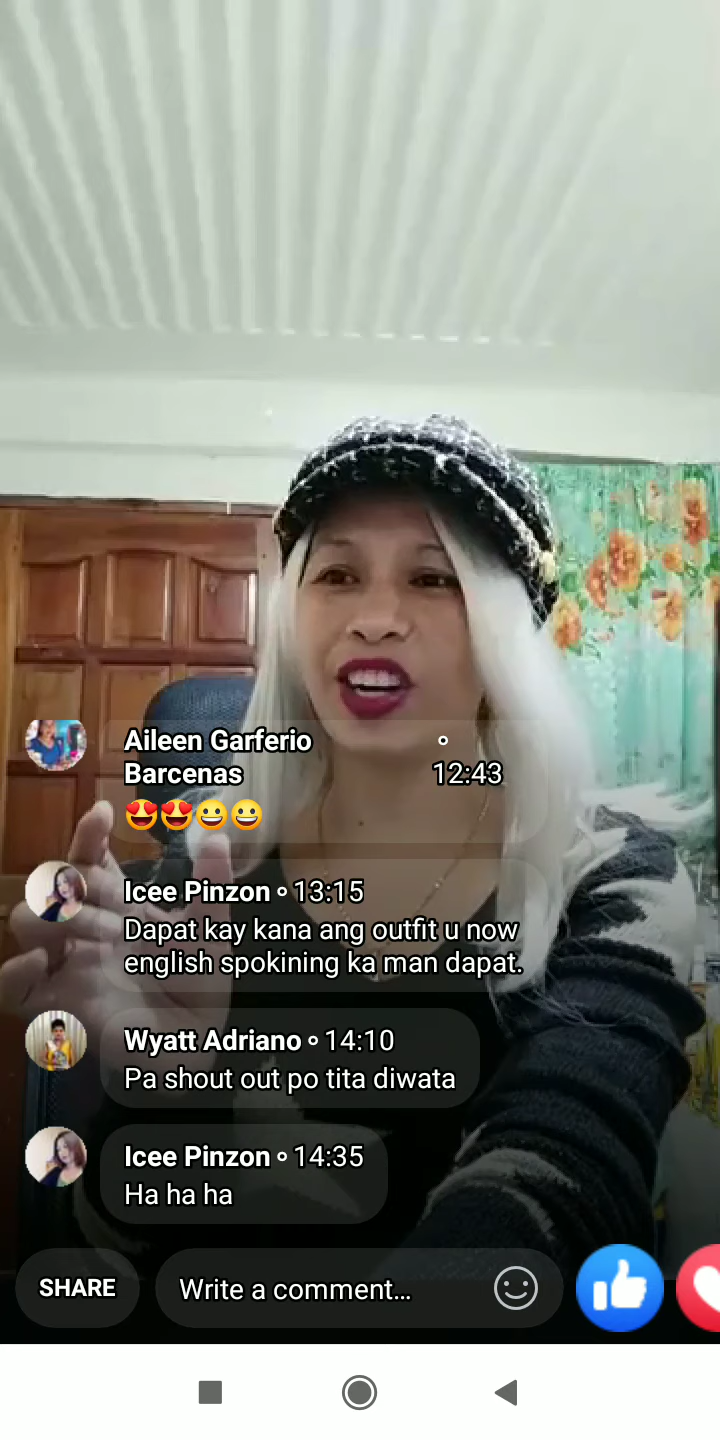 Aileen Garferio
Barcenas
° 12:43
😍😍😀😀
Icee Pinzon ° 13:15
Dapat kay kana ang outfit u now
english spokining ka man dapat.
Wyatt Adriano ° 14:10
Pa shout out po tita diwata
Icee Pinzon ° 14:35
Ha ha ha
SHARE
Write a comment...